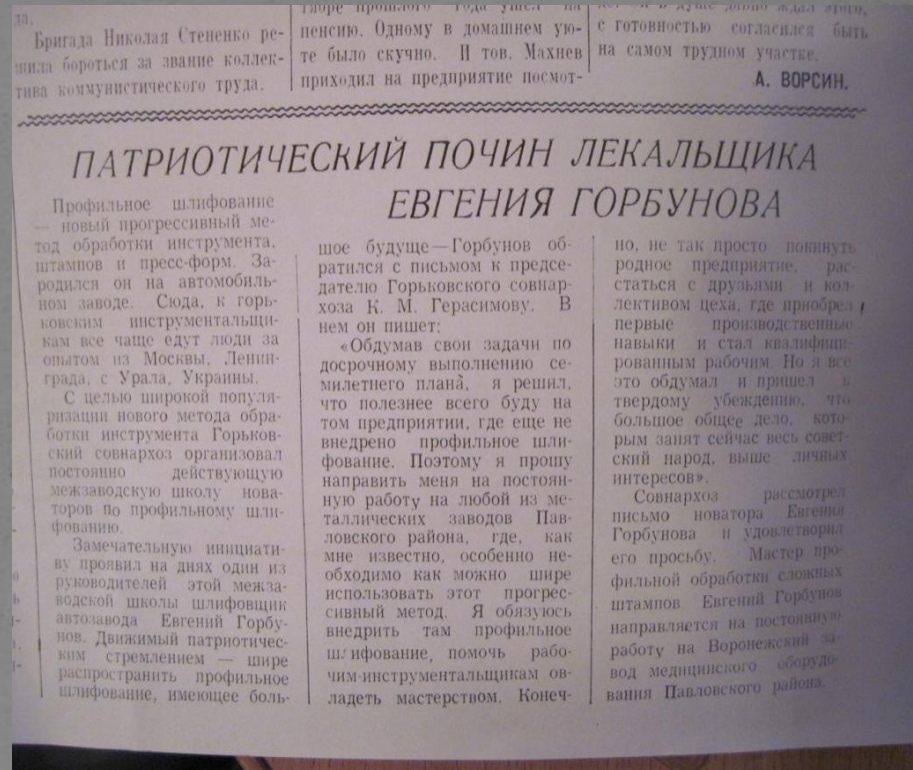 да.
Бригада Николая Стененко ре-
шила бороться за звание коллек-
тива коммунистического труда.
творе прошлого года ушел на
пенсию. Одному в домашнем ую-
те было скучно. И тов. Махнев
приходил на предприятие посмот-
и в душе давно ждал этого,
с готовностью согласился быть
на самом трудном участке.
А. ВОРСИН.
ПАТРИОТИЧЕСКИЙ ПОЧИН ЛЕКАЛЬЩИКА
ЕВГЕНИЯ ГОРБУНОВА
Профильное шлифование
— новый прогрессивный ме-
тод обработки инструмента,
штампов и пресс-форм. За-
родился он на автомобиль-
ном заводе. Сюда, к горь-
ковским инструментальщи-
кам все чаще едут люди за
опытом из Москвы, Ленин-
града, с Урала, Украины.
С целью широкой популя-
ризации нового метода обра-
ботки инструмента Горьков-
ский совнархоз организовал
постоянно действующую
межзаводскую школу нова-
торов по профильному шли-
фованию.
Замечательную инициати-
ву проявил на днях один из
руководителей этой межза-
водской школы шлифовщик
автозавода Евгений Горбу-
нов. Движимый патриотичес-
ким стремлением — шире
распространить профильное
шлифование, имеющее боль-
шое будуще—Горбунов об-
ратился с письмом к предсе-
дателю Горьковского совнар-
хоза К. М. Герасимову. В
нем он пишет:
«Обдумав свои задачи по
досрочному выполнению се-
милетнего плана, я решил,
что полезнее всего буду на
том предприятии, где еще не
внедрено профильное шли-
фование. Поэтому я прошу
направить меня на постоян-
ную работу на любой из ме-
таллических заводов Пав-
ловского района, где, как
мне известно, особенно не-
обходимо как можно шире
использовать этот прогрес-
сивный метод. Я обязуюсь
внедрить там профильное
шлифование, помочь рабо-
чим-инструментальщикам ов-
ладеть мастерством. Конеч-
но, не так просто покинуть
родное предприятие, рас-
статься с друзьями и кол-
лективом цеха, где приобрел
первые производственные
навыки и стал квалифици-
рованным рабочим. Но я все
это обдумал и пришел к
твердому убеждению, что
большое общее дело, кото-
рым занят сейчас весь совет-
ский народ, выше личных
интересов».
Совнархоз рассмотрел
письмо новатора Евгения
Горбунова и удовлетворил
его просьбу. Мастер про-
фильной обработки сложных
штампов Евгений Горбунов
направляется на постоянную
работу на Воронежский за-
вод медицинского оборудо-
вания Павловского района.